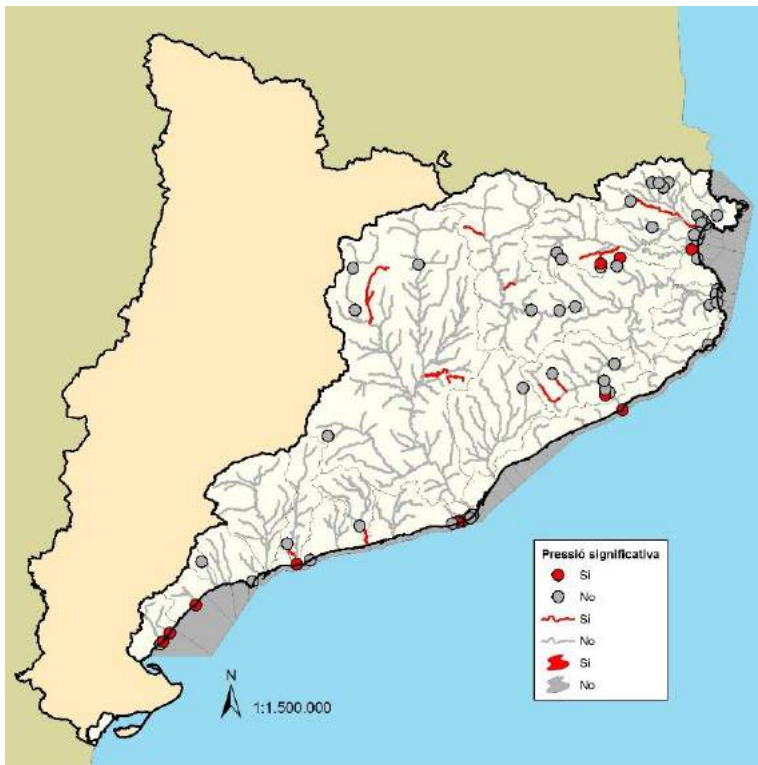 Pressió significativa
Si
No
Si
No
Si
No
N
1:1.500.000